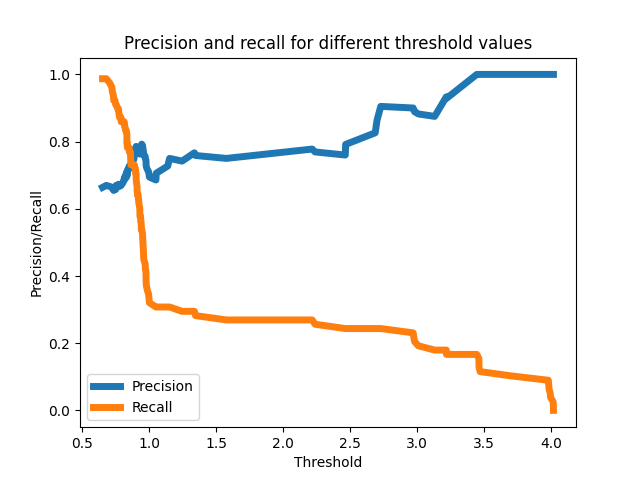 Precision and recall for different threshold values
1.0
0.8
0.6
0.4
0.2
0.0
Precision/Recall
Precision
Recall
0.5
1.0
1.5
2.0
2.5
3.0
3.5
4.0
Threshold